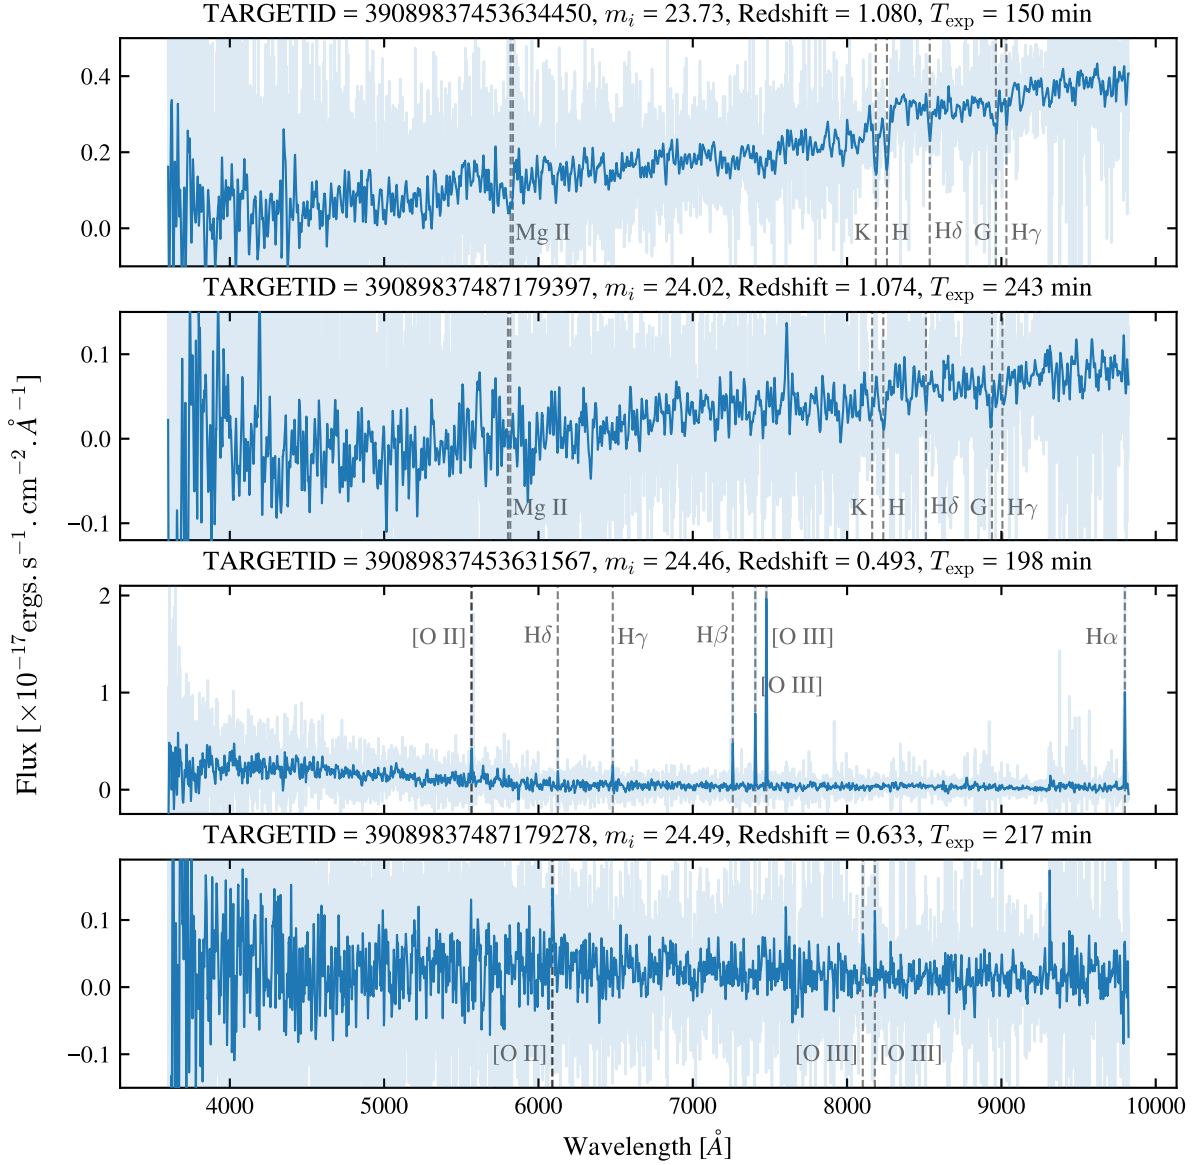 TARGETID = 39089837453634450, m_i = 23.73, Redshift = 1.080, T_exp = 150 min
0.4
0.2
0.0
Mg II
K
H
Hδ
G
Hγ
TARGETID = 39089837487179397, m_i = 24.02, Redshift = 1.074, T_exp = 243 min
0.1
0.0
−0.1
Mg II
K
H
Hδ
G
Hγ
TARGETID = 39089837453631567, m_i = 24.46, Redshift = 0.493, T_exp = 198 min
2
1
0
[O II]
Hδ
Hγ
Hβ
[O III]
[O III]
Hα
TARGETID = 39089837487179278, m_i = 24.49, Redshift = 0.633, T_exp = 217 min
0.1
0.0
−0.1
[O II]
[O III]
[O III]
4000
5000
6000
7000
8000
9000
10000
Wavelength [Å]
Flux [×10⁻¹⁷ergs.s⁻¹.cm⁻².Å⁻¹]